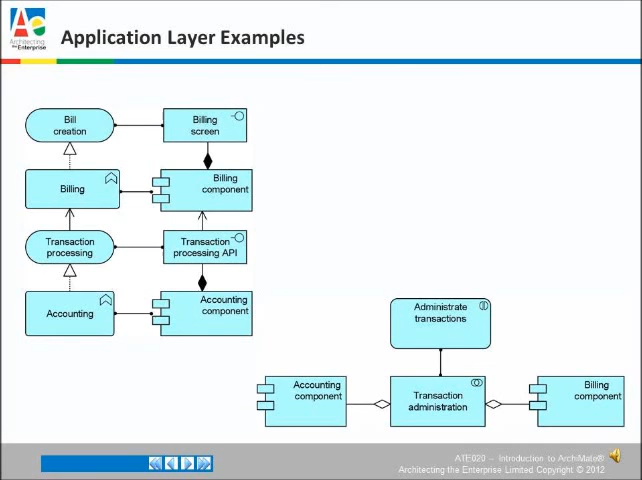 Ae
Architecting
the Enterprise
Application Layer Examples
Bill
creation
Billing
screen
Billing
Billing
component
Transaction
processing
Transaction
processing API
Accounting
Accounting
component
Administrate
transactions
Accounting
component
Transaction
administration
Billing
component
ATE020 – Introduction to ArchiMate®
Architecting the Enterprise Limited Copyright © 2012